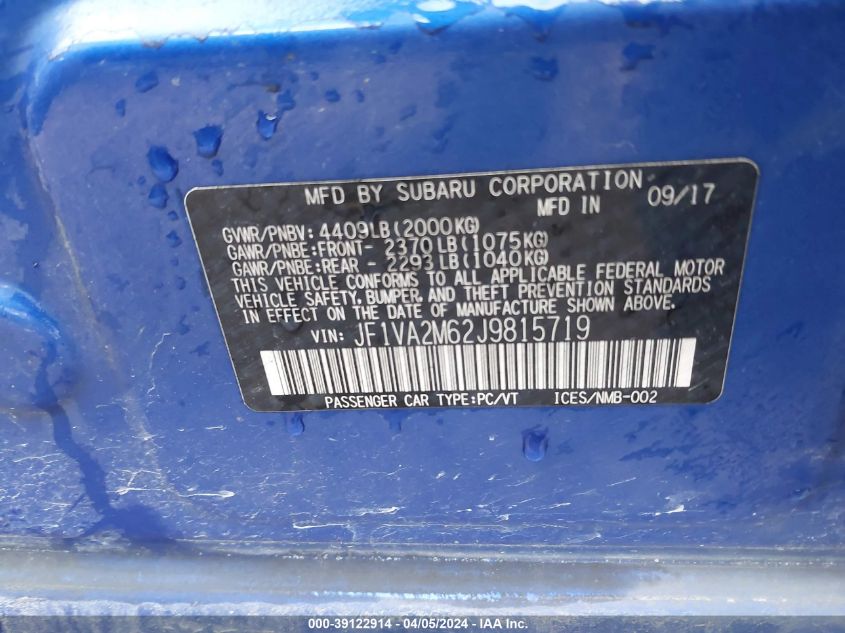 MFD BY SUBARU CORPORATION
MFD IN 09/17
GVWR/PNBV: 4409LB(2000KG)
GAWR/PNBE:FRONT- 2370LB(1075KG)
GAWR/PNBE:REAR - 2293LB(1040KG)
THIS VEHICLE CONFORMS TO ALL APPLICABLE FEDERAL MOTOR
VEHICLE SAFETY, BUMPER, AND THEFT PREVENTION STANDARDS
IN EFFECT ON THE DATE OF MANUFACTURE SHOWN ABOVE.
VIN: JF1VA2M62J9815719
PASSENGER CAR TYPE:PC/VT ICES/NMB-002
000-39122914 - 04/05/2024 - IAA, Inc.